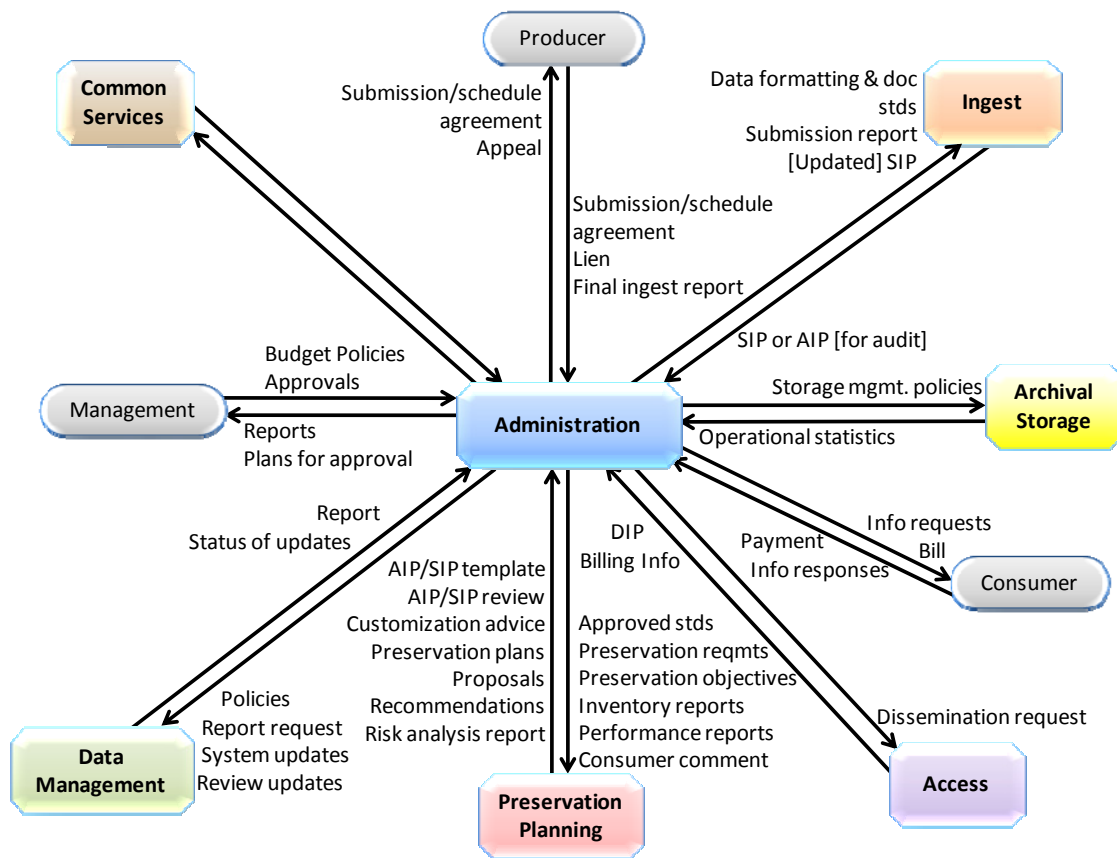 Producer
Common
Services
Submission/schedule
agreement
Appeal
Data formatting & doc
stds
Submission report
[Updated] SIP
Ingest
Submission/schedule
agreement
Lien
Final ingest report
SIP or AIP [for audit]
Budget Policies
Approvals
Management
Reports
Plans for approval
Administration
Storage mgmt. policies
Operational statistics
Archival
Storage
Report
Status of updates
DIP
Billing Info
Payment
Info responses
Info requests
Bill
Consumer
AIP/SIP template
AIP/SIP review
Customization advice
Preservation plans
Proposals
Recommendations
Risk analysis report
Approved stds
Preservation reqmts
Preservation objectives
Inventory reports
Performance reports
Consumer comment
Policies
Report request
System updates
Review updates
Data
Management
Dissemination request
Access
Preservation
Planning